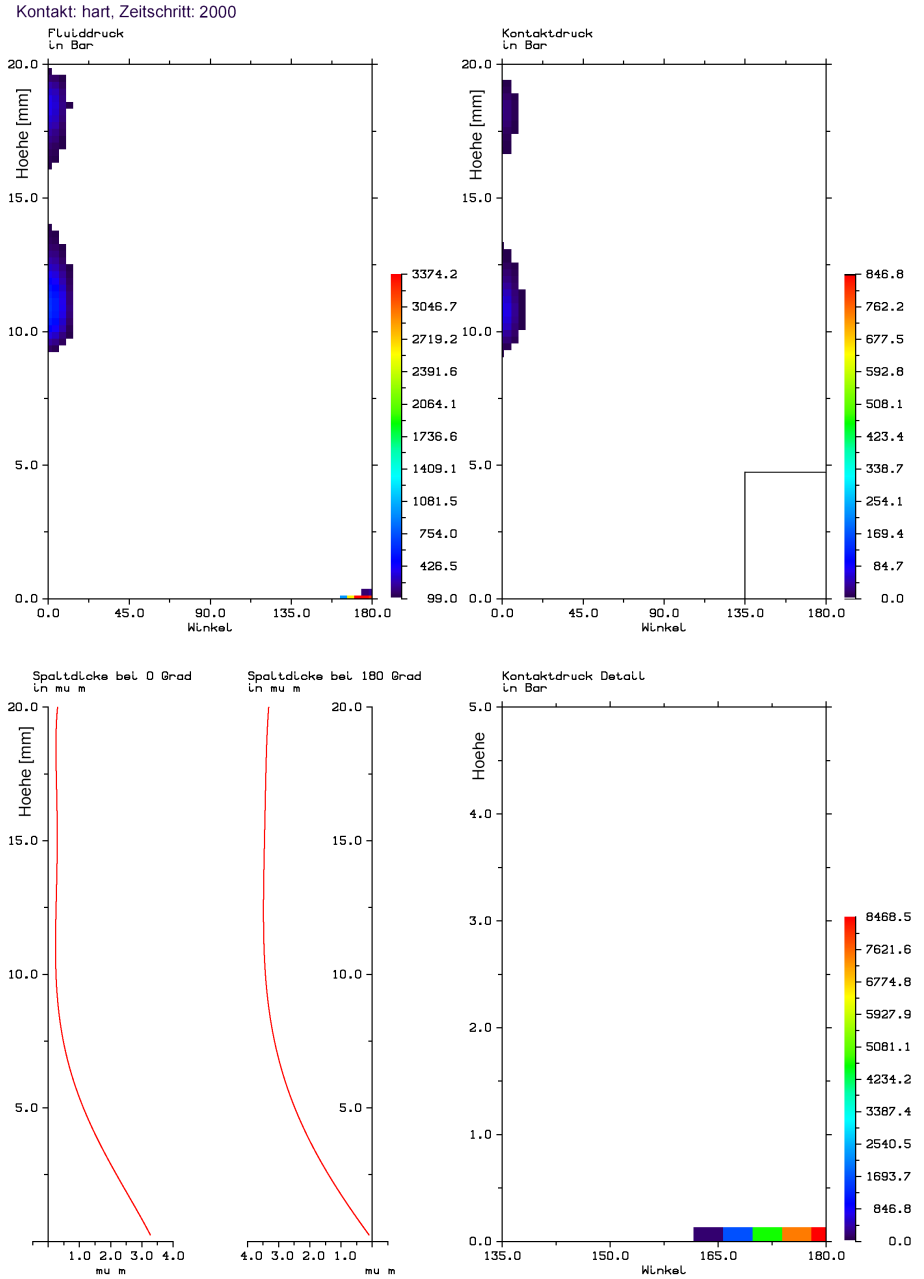 Kontakt: hart, Zeitschritt: 2000
Fluiddruck
in Bar
20.0
15.0
10.0
5.0
0.0
Hoehe [mm]
0.0 45.0 90.0 135.0 180.0
Winkel
3374.2
3046.7
2719.2
2391.6
2064.1
1736.6
1409.1
1081.5
754.0
426.5
99.0
Kontaktdruck
in Bar
20.0
15.0
10.0
5.0
0.0
Hoehe [mm]
0.0 45.0 90.0 135.0 180.0
Winkel
846.8
762.2
677.5
592.8
508.1
423.4
338.7
254.1
169.4
84.7
0.0
Spaltdicke bei 0 Grad
in mu m
20.0
15.0
10.0
5.0
Hoehe [mm]
1.0 2.0 3.0 4.0
mu m
Spaltdicke bei 180 Grad
in mu m
20.0
15.0
10.0
5.0
4.0 3.0 2.0 1.0
mu m
Kontaktdruck Detail
in Bar
5.0
4.0
3.0
2.0
1.0
0.0
Hoehe
135.0 150.0 165.0 180.0
Winkel
8468.5
7621.6
6774.8
5927.9
5081.1
4234.2
3387.4
2540.5
1693.7
846.8
0.0